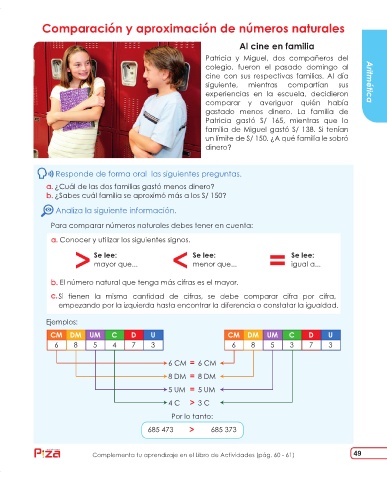 Comparación y aproximación de números naturales
Al cine en familia
Patricia y Miguel, dos compañeros del
colegio, fueron el pasado domingo al
cine con sus respectivas familias. Al día
siguiente, mientras compartían sus
experiencias en la escuela, decidieron
comparar y averiguar quién había
gastado menos dinero. La familia de
Patricia gastó S/ 165, mientras que la
familia de Miguel gastó S/ 138. Si tenían
un límite de S/ 150, ¿A qué familia le sobró
dinero?
Aritmética
Responde de forma oral las siguientes preguntas.
a. ¿Cuál de las dos familias gastó menos dinero?
b. ¿Sabes cuál familia se aproximó más a los S/ 150?
Analiza la siguiente información.
Para comparar números naturales debes tener en cuenta:
a. Conocer y utilizar los siguientes signos.
> Se lee: < Se lee: = Se lee:
mayor que... menor que... igual a...
b. El número natural que tenga más cifras es el mayor.
c. Si tienen la misma cantidad de cifras, se debe comparar cifra por cifra,
empezando por la izquierda hasta encontrar la diferencia o constatar la igualdad.
Ejemplos:
CM DM UM C D U CM DM UM C D U
6 8 5 4 7 3 6 8 5 3 7 3
6 CM = 6 CM
8 DM = 8 DM
5 UM = 5 UM
4 C > 3 C
Por lo tanto:
685 473 > 685 373
Piza
Complementa tu aprendizaje en el Libro de Actividades (pág. 60 - 61)
49